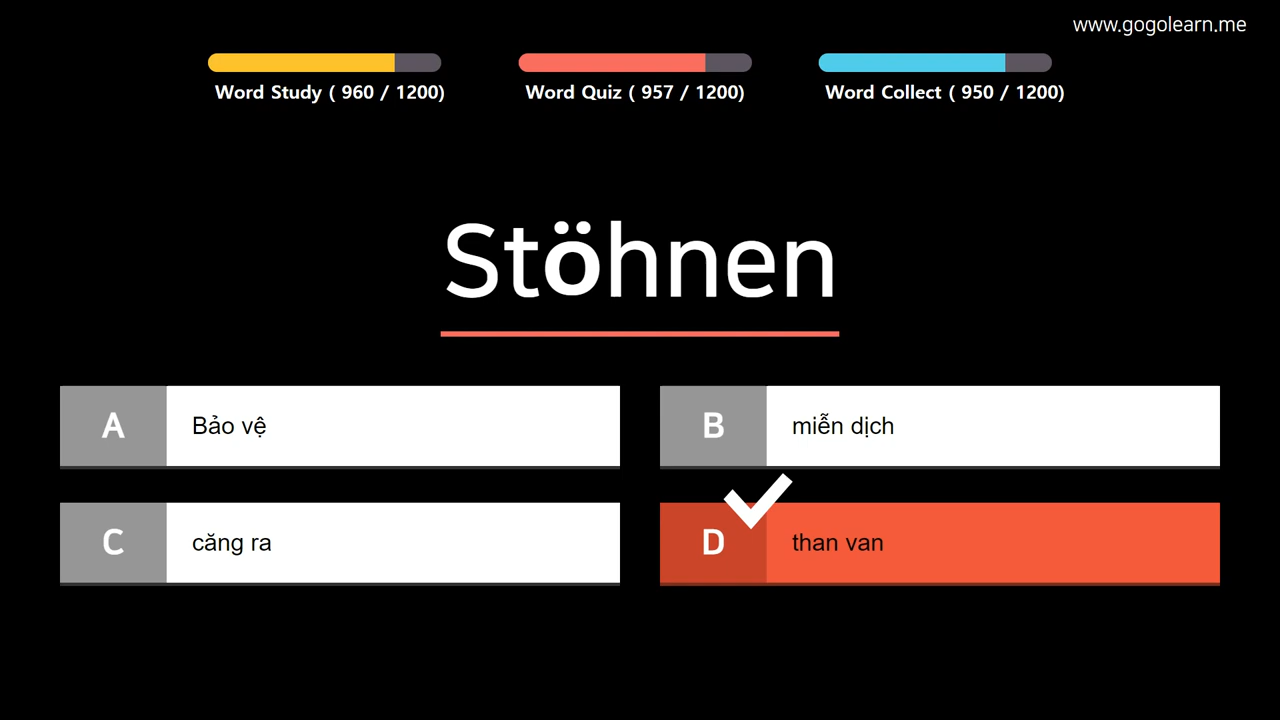 www.gogolearn.me
Word Study ( 960 / 1200)
Word Quiz ( 957 / 1200)
Word Collect ( 950 / 1200)
Stöhnen
A Bảo vệ
B miễn dịch
C căng ra
D than van